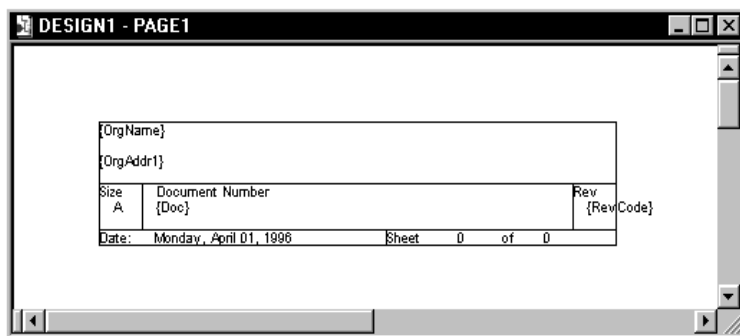 DESIGN1 - PAGE1
{OrgName}
{OrgAddr1}
Size Document Number Rev
A {Doc} {RevCode}
Date: Monday, April 01, 1996 Sheet 0 of 0